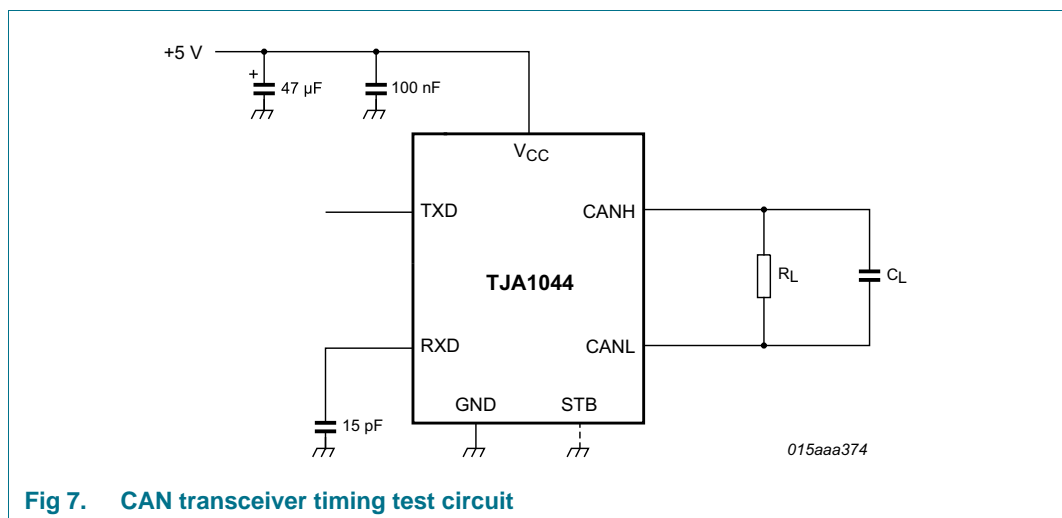 +5 V
+
47 µF
100 nF
VCC
TXD
CANH
TJA1044
RL
CL
RXD
CANL
15 pF
GND
STB
015aaa374
Fig 7. CAN transceiver timing test circuit